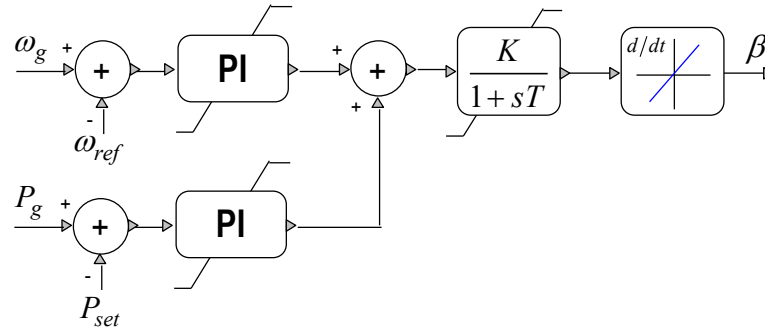 ω_g
+
+
-
ω_ref
PI
+
+
+
K
1 + sT
d/dt
β
P_g
+
+
-
P_set
PI